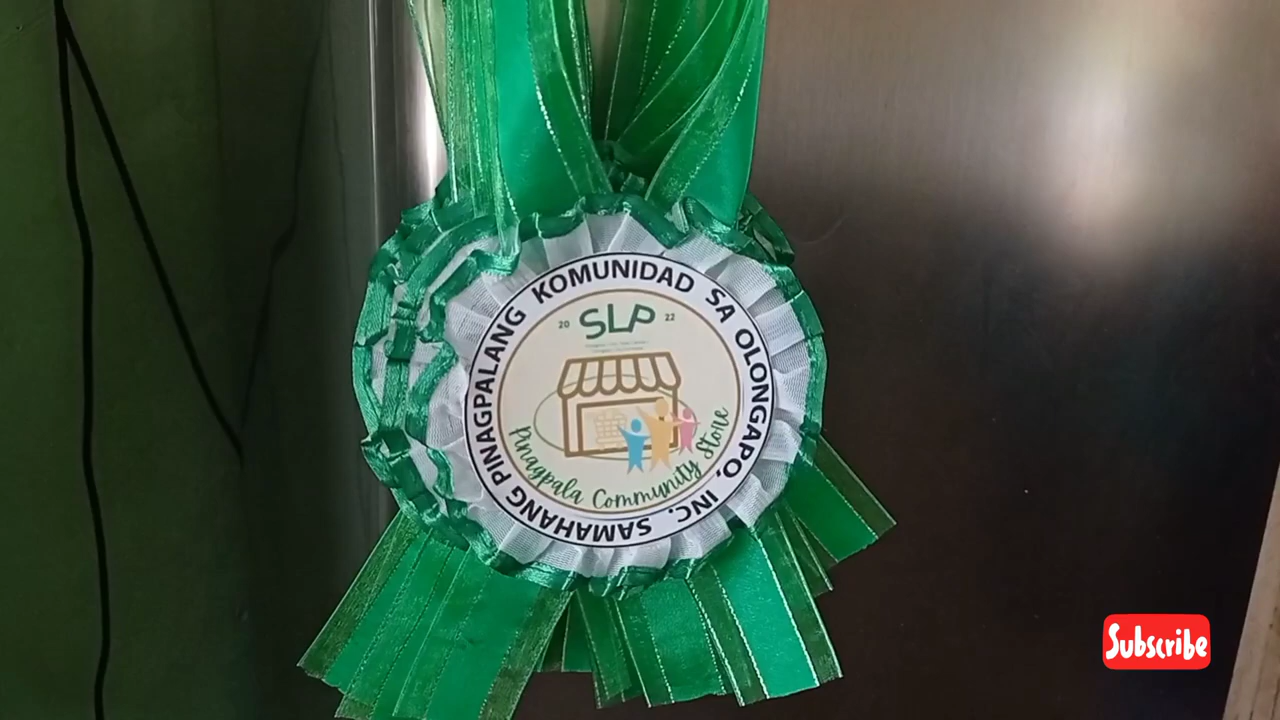 SAMAHANG PINAGPALANG KOMUNIDAD SA OLONGAPO, INC.
20 SLP 22
Pinagpala Community Store
Subscribe